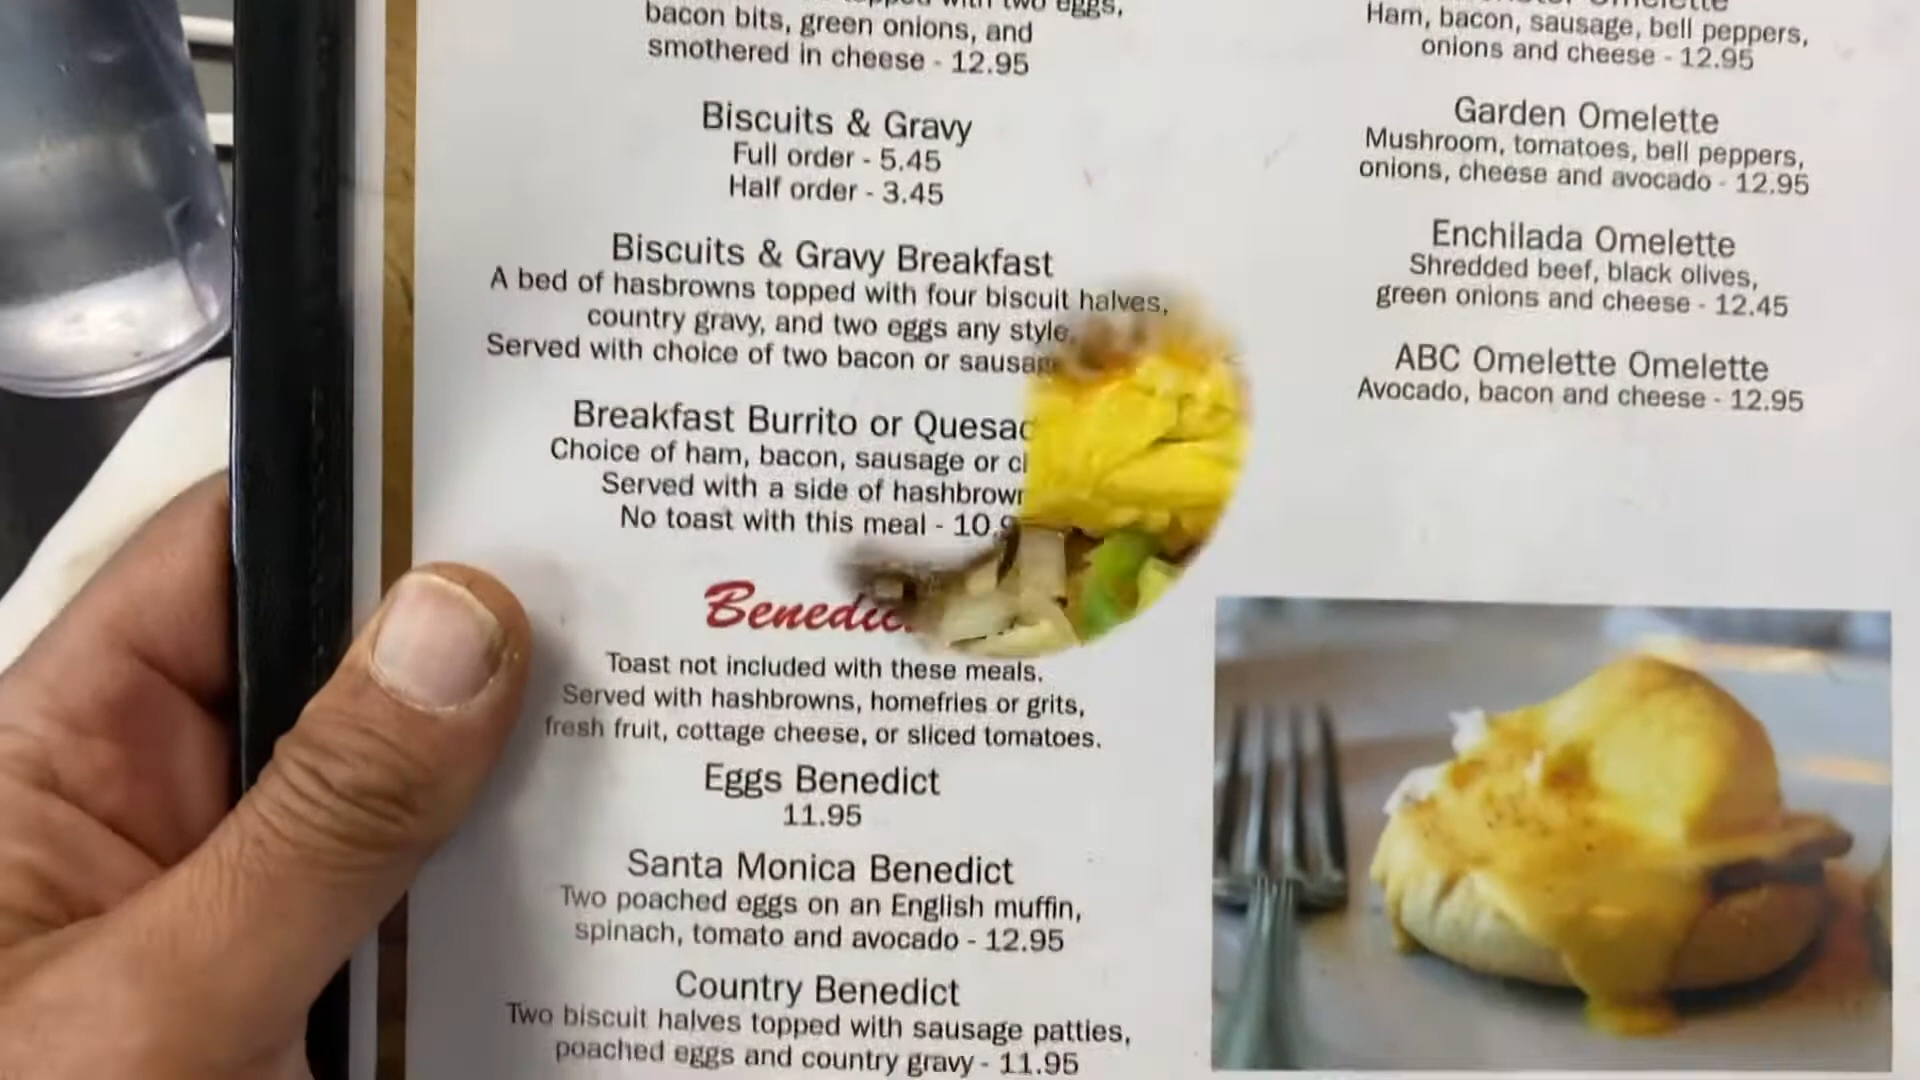 bacon bits, green onions, and
smothered in cheese - 12.95
Biscuits & Gravy
Full order - 5.45
Half order - 3.45
Biscuits & Gravy Breakfast
A bed of hasbrowns topped with four biscuit halves,
country gravy, and two eggs any style.
Served with choice of two bacon or sausage
Breakfast Burrito or
Choice of ham, bacon, sausage or
Served with a side of
No toast with this meal -
Toast not included with these meals.
Served with hashbrowns, homefries or grits,
fresh fruit, cottage cheese, or sliced tomatoes.
Eggs Benedict
11.95
Santa Monica Benedict
Two poached eggs on an English muffin,
spinach, tomato and avocado - 12.95
Country Benedict
Two biscuit halves topped with sausage patties,
poached eggs and country gravy - 11.95
Omelette
Ham, bacon, sausage, bell peppers,
onions and cheese - 12.95
Garden Omelette
Mushroom, tomatoes, bell peppers,
onions, cheese and avocado - 12.95
Enchilada Omelette
Shredded beef, black olives,
green onions and cheese - 12.45
ABC Omelette Omelette
Avocado, bacon and cheese - 12.95